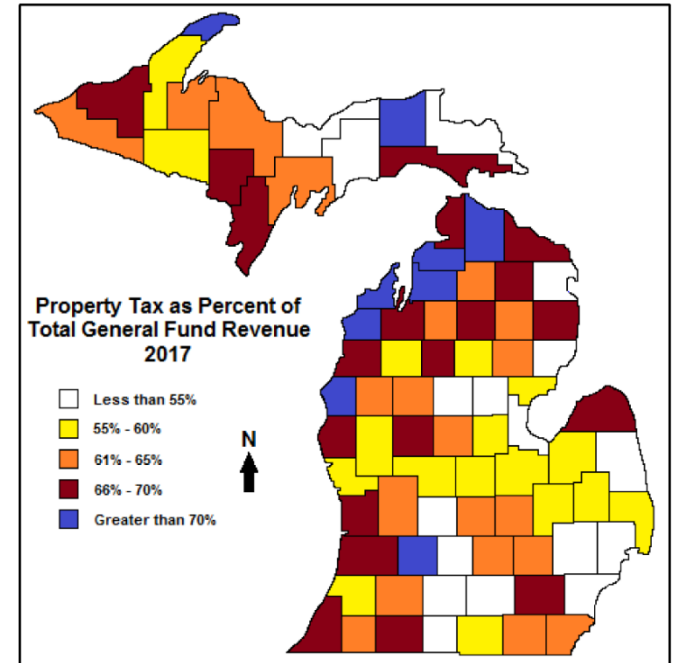 Property Tax as Percent of
Total General Fund Revenue
2017
Less than 55%
55% - 60%
61% - 65%
66% - 70%
Greater than 70%
N